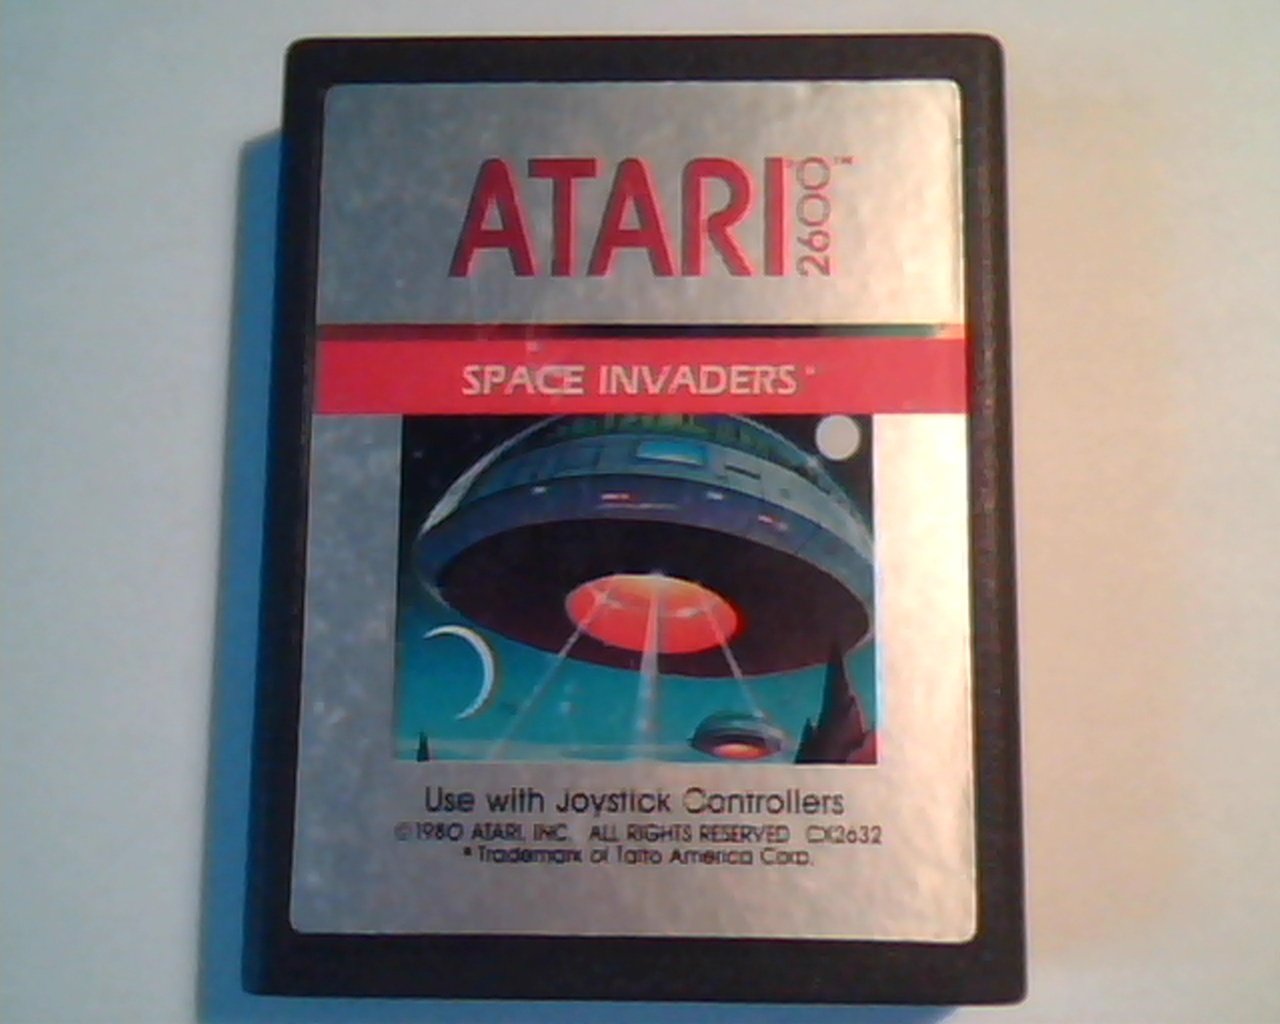 ATARI 2600™
SPACE INVADERS*
Use with Joystick Controllers
©1980 ATARI, INC. ALL RIGHTS RESERVED CX2632
*Trademark of Taito America Corp.